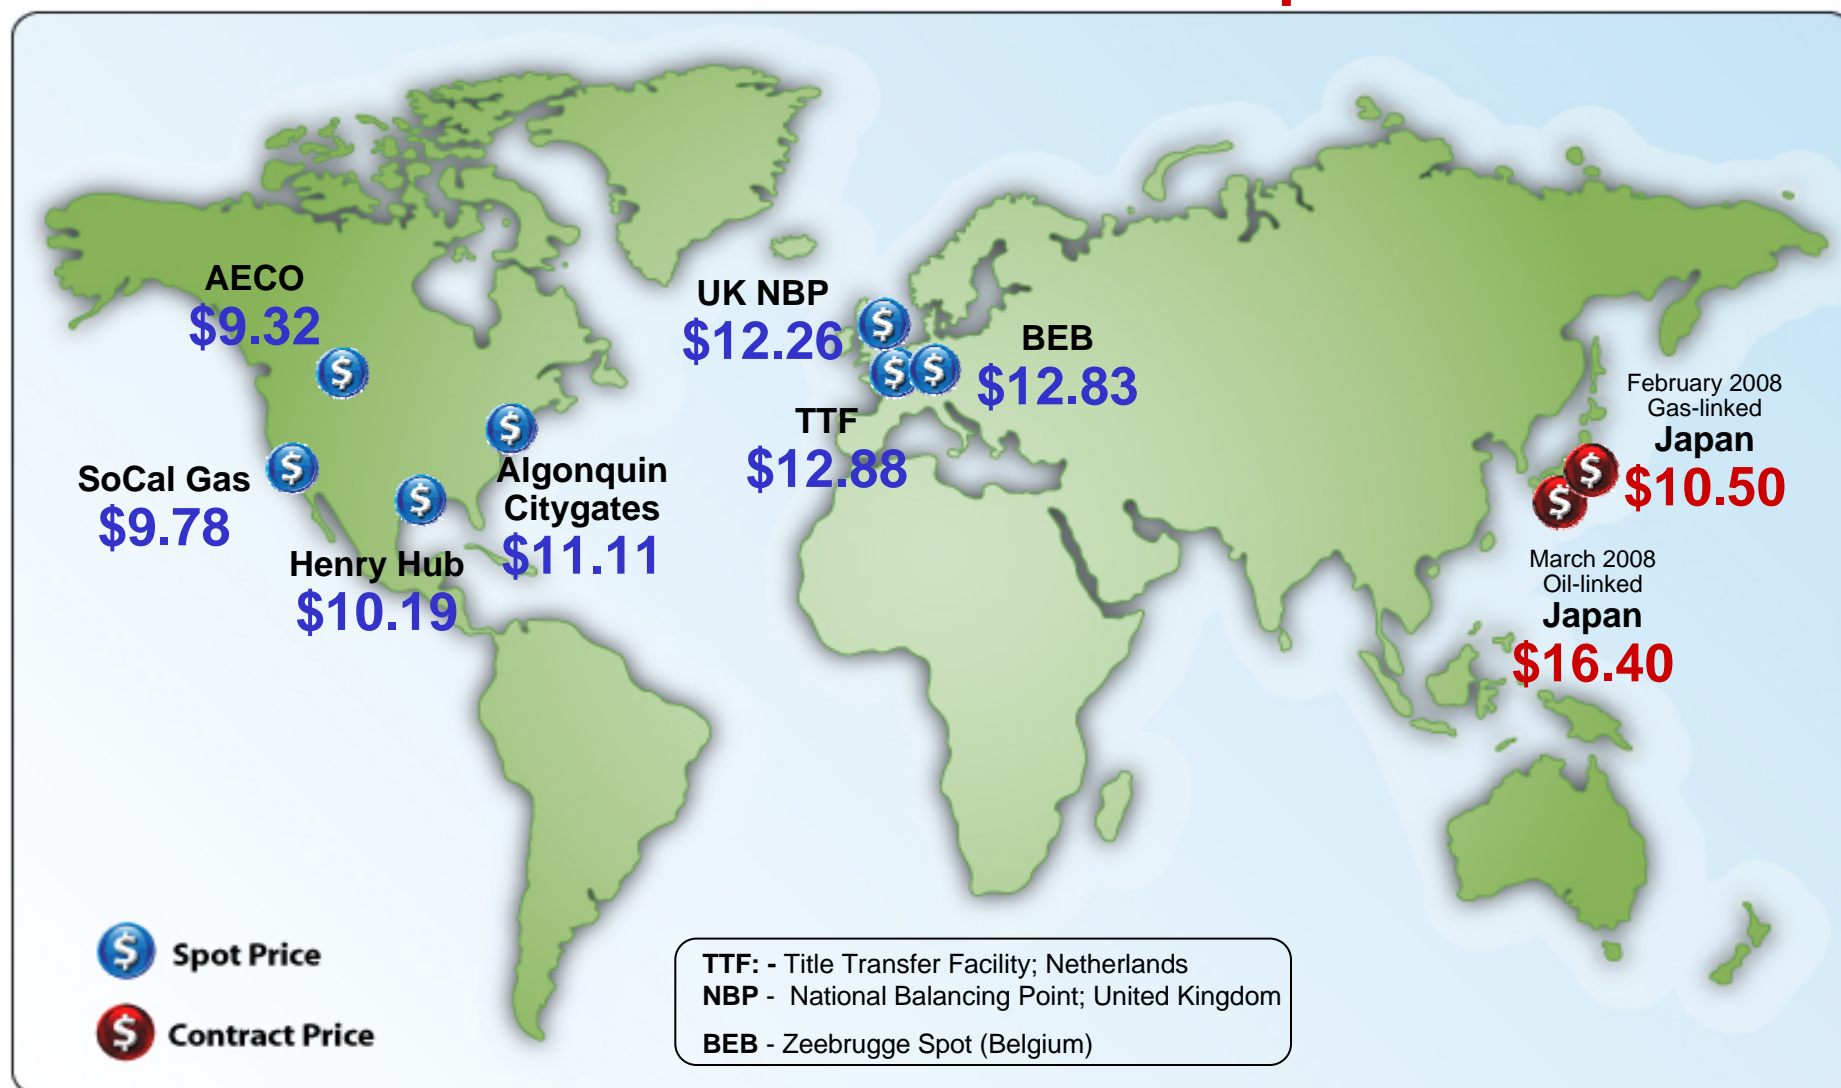 AECO
$9.32
UK NBP
$12.26
BEB
$12.83
TTF
$12.88
February 2008
Gas-linked
Japan
$10.50
SoCal Gas
$9.78
Algonquin
Citygates
$11.11
Henry Hub
$10.19
March 2008
Oil-linked
Japan
$16.40
Spot Price
Contract Price
TTF: - Title Transfer Facility; Netherlands
NBP - National Balancing Point; United Kingdom
BEB - Zeebrugge Spot (Belgium)